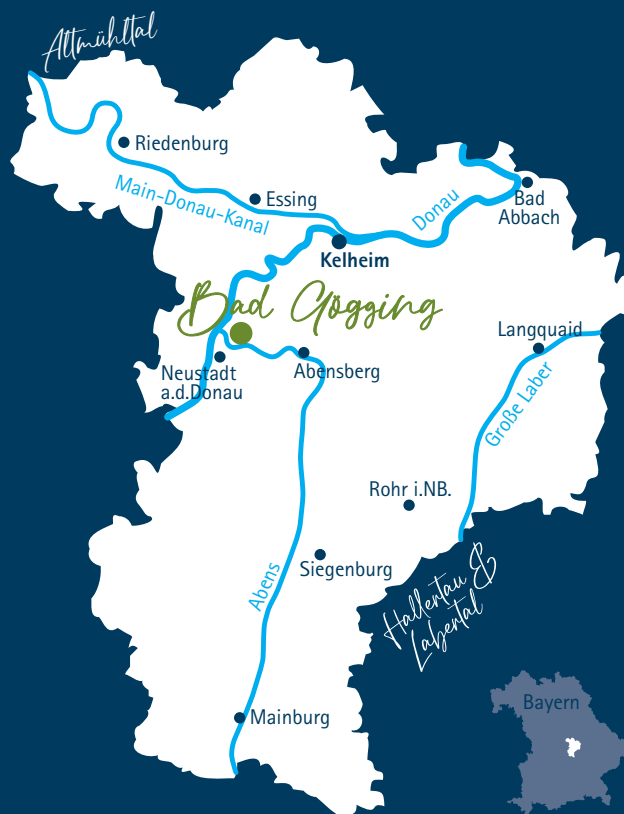 Altmühltal
Riedenburg
Main-Donau-Kanal
Essing
Donau
Bad
Abbach
Kelheim
Bad Gögging
Langquaid
Neustadt
a.d.Donau
Abensberg
Große Laber
Rohr i.NB.
Siegenburg
Abens
Hallertau &
Labertal
Mainburg
Bayern